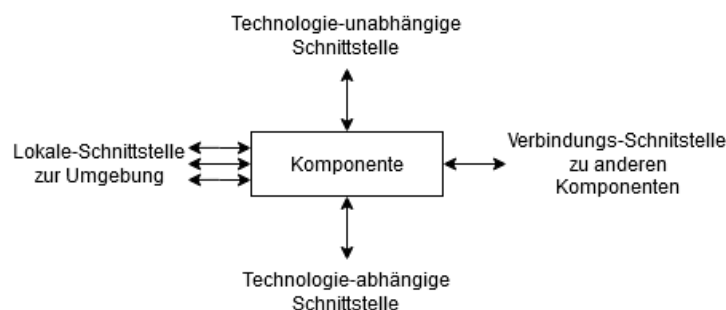 Technologie-unabhängige
Schnittstelle
Lokale-Schnittstelle
zur Umgebung
Komponente
Verbindungs-Schnitstelle
zu anderen
Komponenten
Technologie-abhängige
Schnittstelle